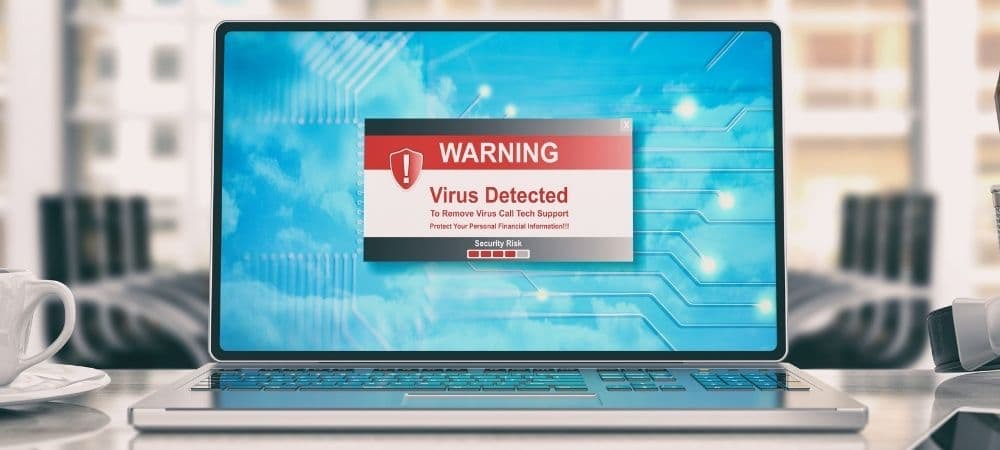 X
WARNING
!
Virus Detected
To Remove Virus Call Tech Support
Protect Your Personal Financial Information!!!
Security Risk